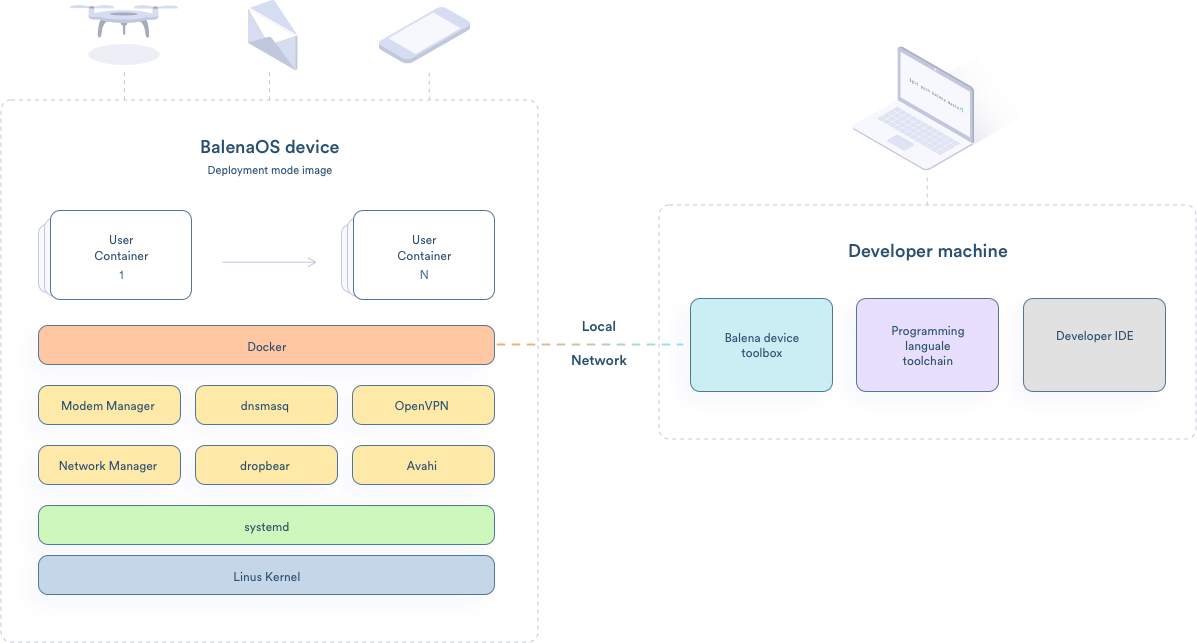 BalenaOS device
Deployment mode image
User
Container
1
User
Container
N
Docker
Modem Manager
dnsmasq
OpenVPN
Network Manager
dropbear
Avahi
systemd
Linus Kernel
Local
Network
Developer machine
Balena device
toolbox
Programming
languale
toolchain
Developer IDE